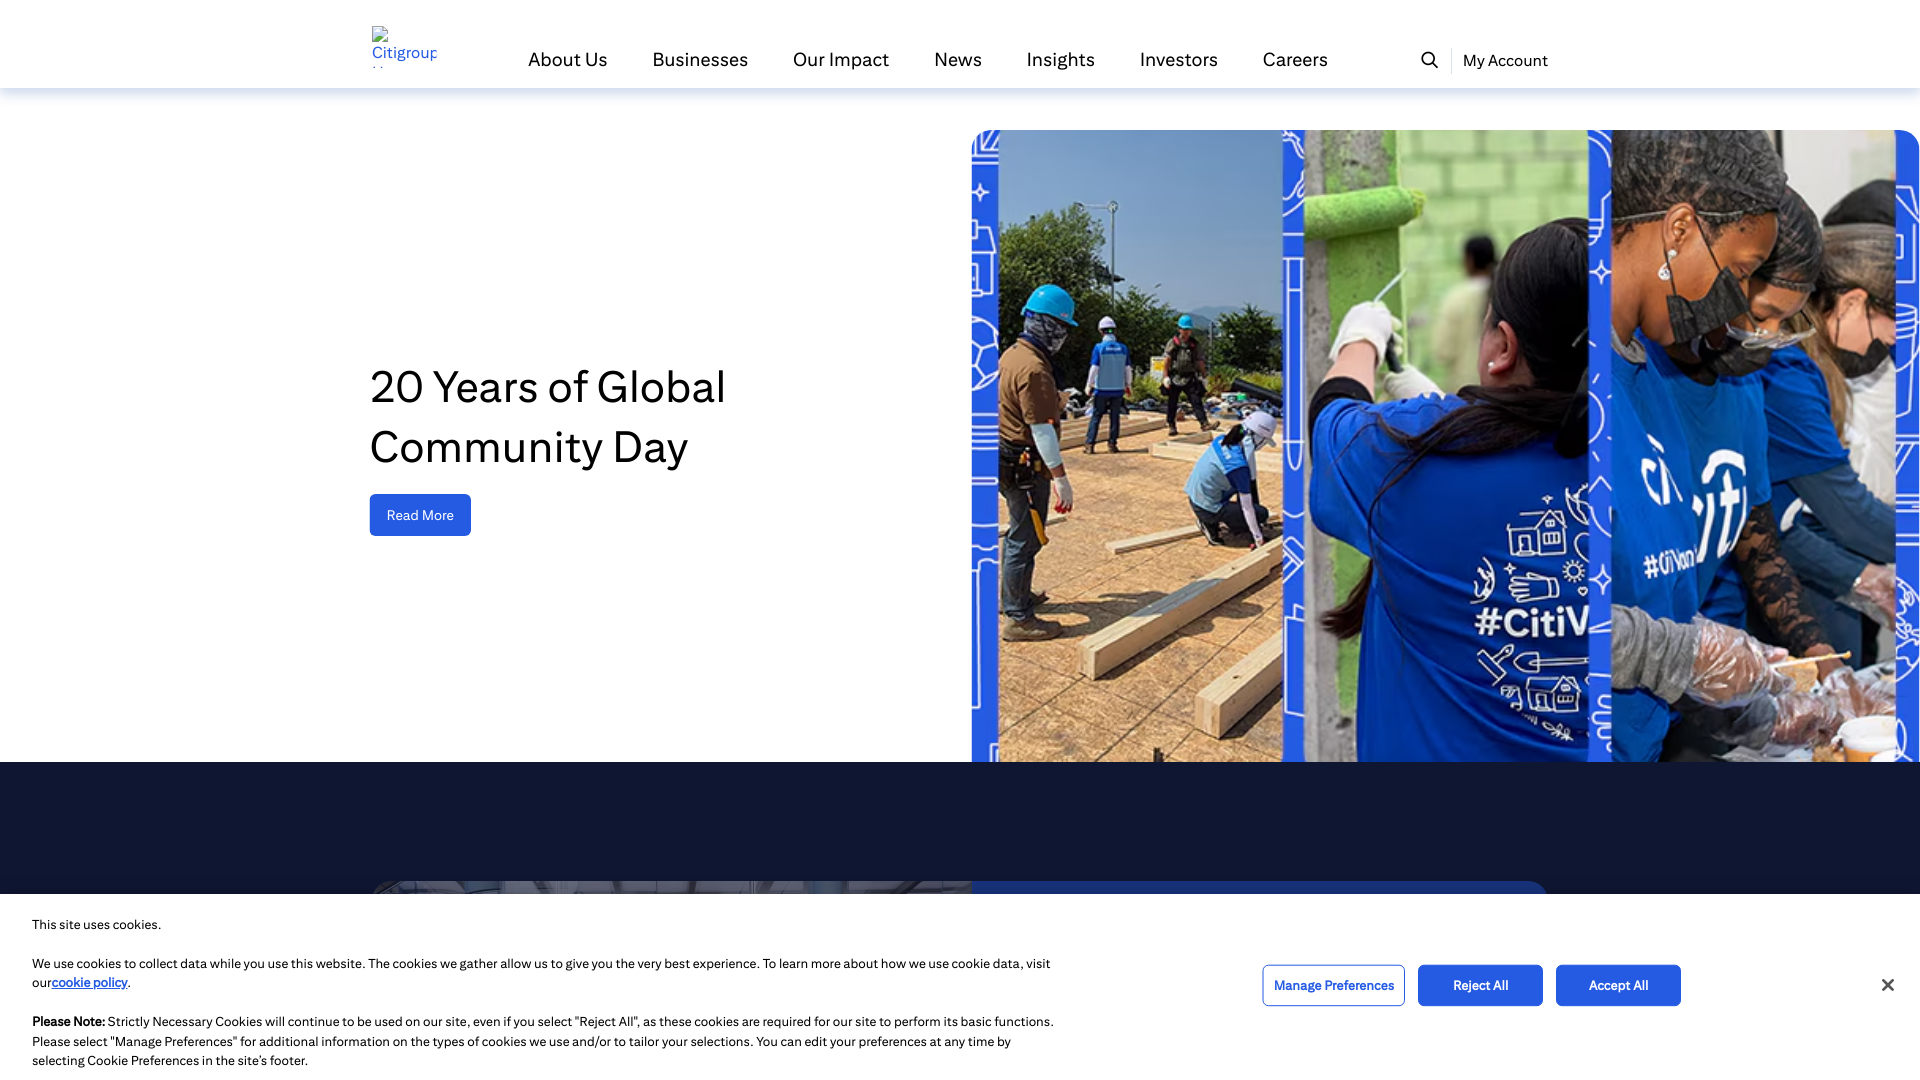 Citigroup
About Us
Businesses
Our Impact
News
Insights
Investors
Careers
My Account
20 Years of Global
Community Day
Read More
#CitiV
citi
This site uses cookies.
We use cookies to collect data while you use this website. The cookies we gather allow us to give you the very best experience. To learn more about how we use cookie data, visit
ourcookie policy.
Please Note: Strictly Necessary Cookies will continue to be used on our site, even if you select "Reject All", as these cookies are required for our site to perform its basic functions.
Please select "Manage Preferences" for additional information on the types of cookies we use and/or to tailor your selections. You can edit your preferences at any time by
selecting Cookie Preferences in the site's footer.
Manage Preferences
Reject All
Accept All